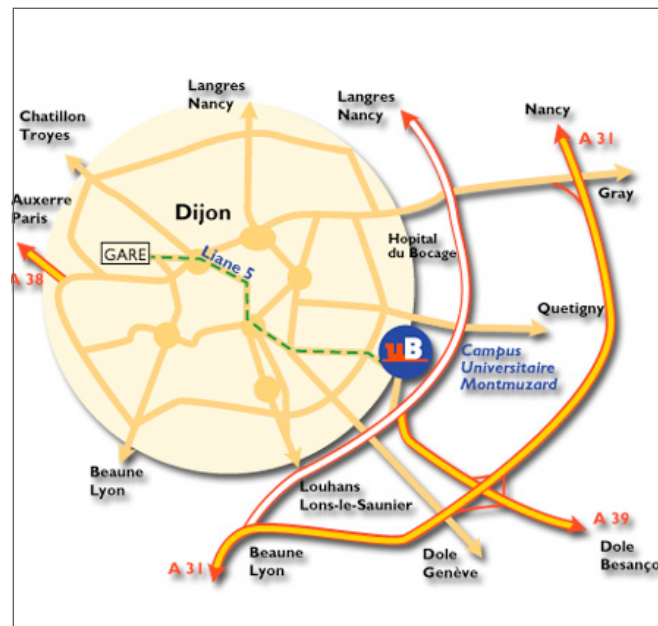 Langres
Nancy
Langres
Nancy
Nancy
A 31
Chatillon
Troyes
Auxerre
Paris
A 38
Dijon
GARE
Liane 5
Hopital
du Bocage
Gray
Quetigny
uB
Campus
Universitaire
Montmuzard
Beaune
Lyon
Louhans
Lons-le-Saunier
A 31
Beaune
Lyon
Dole
Genève
A 39
Dole
Besanço